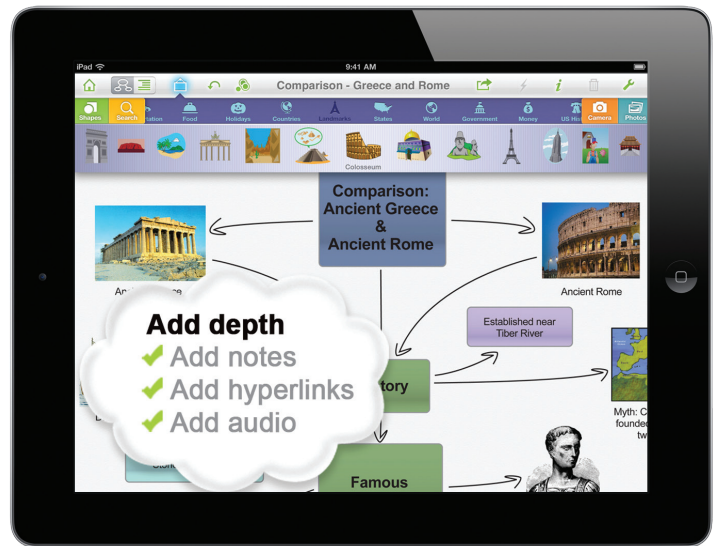 iPad
9:41 AM
Comparison - Greece and Rome
Shapes
Search
Food
Holidays
Countries
Landmarks
States
World
Government
Money
Camera
Photos
Colosseum
Comparison:
Ancient Greece
&
Ancient Rome
Ancient Rome
Established near
Tiber River
Add depth
Add notes
Add hyperlinks
Add audio
Famous